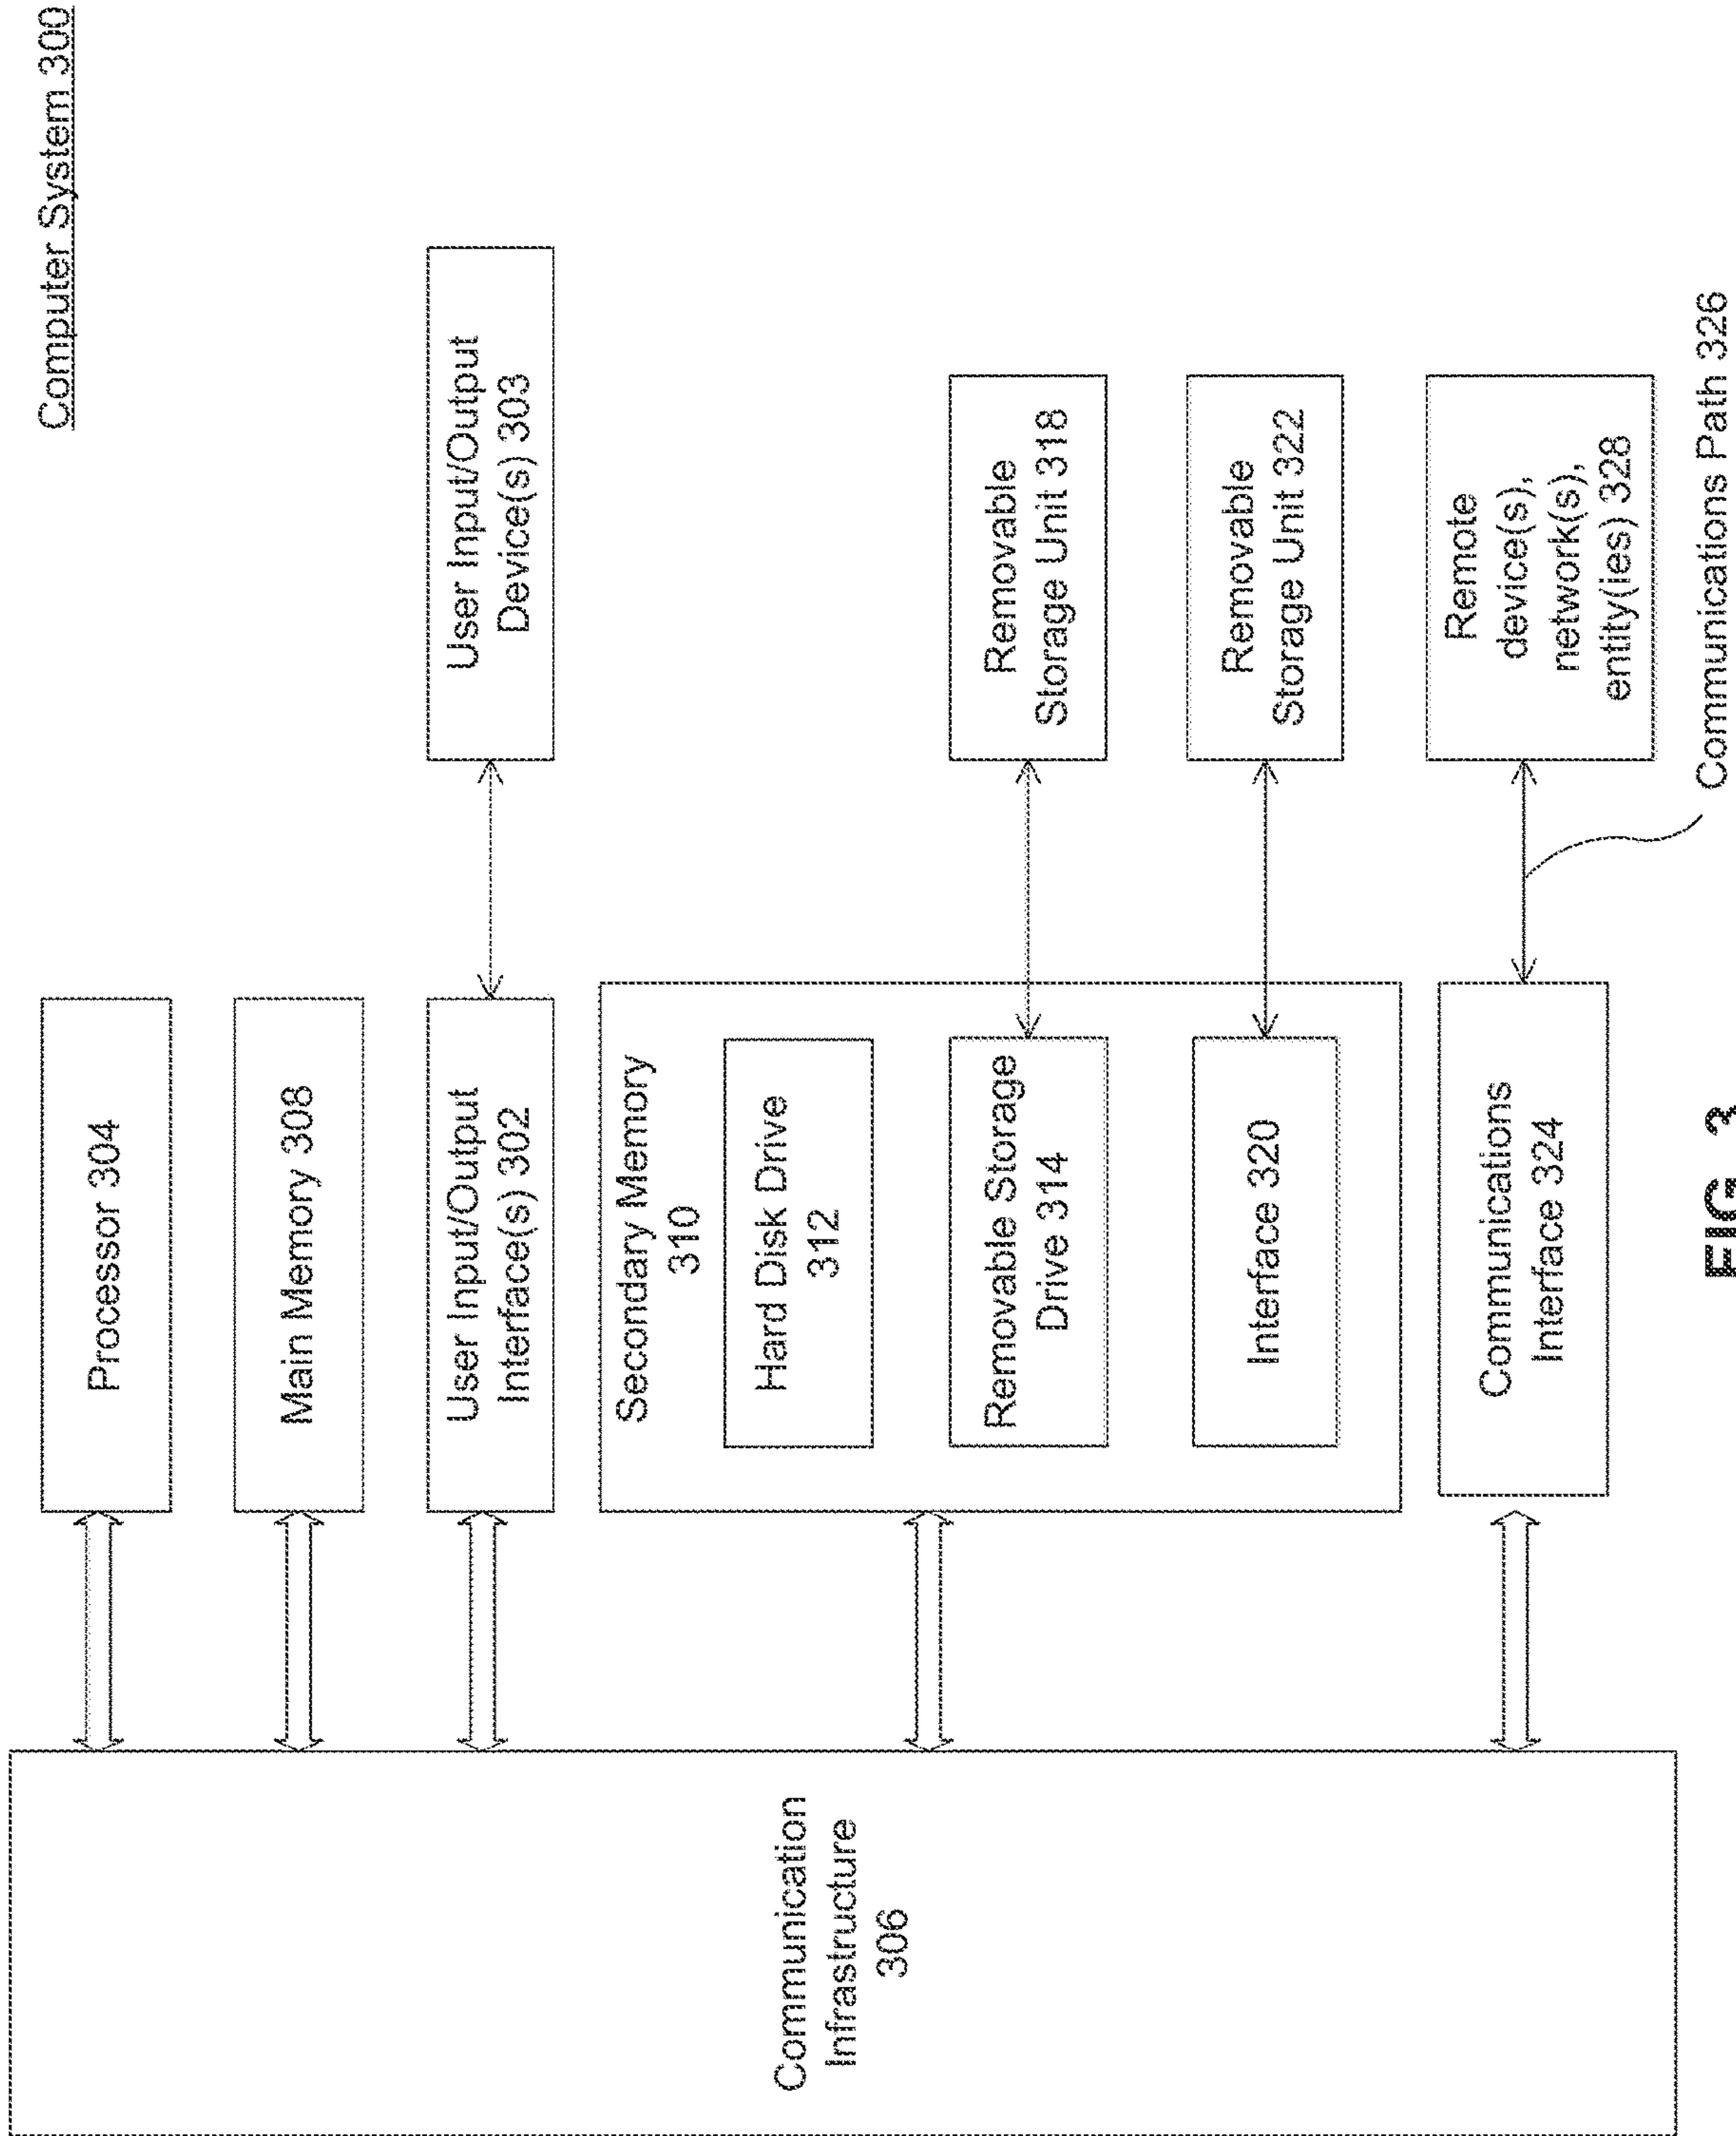 Computer System 300
Processor 304
Main Memory 308
User Input/Output
Interface(s) 302
User Input/Output
Device(s) 303
Secondary Memory
310
Hard Disk Drive
312
Removable Storage
Drive 314
Removable
Storage Unit 318
Interface 320
Removable
Storage Unit 322
Communications
Interface 324
Remote
device(s),
network(s),
entity(ies) 328
Communications Path 326
Communication
Infrastructure
306
FIG. 3